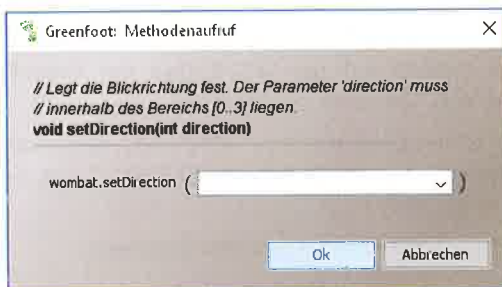 Greenfoot: Methodenaufruf
// Legt die Blickrichtung fest. Der Parameter 'direction' muss
// innerhalb des Bereichs [0..3] liegen.
void setDirection(int direction)
wombat.setDirection ( )
Ok Abbrechen